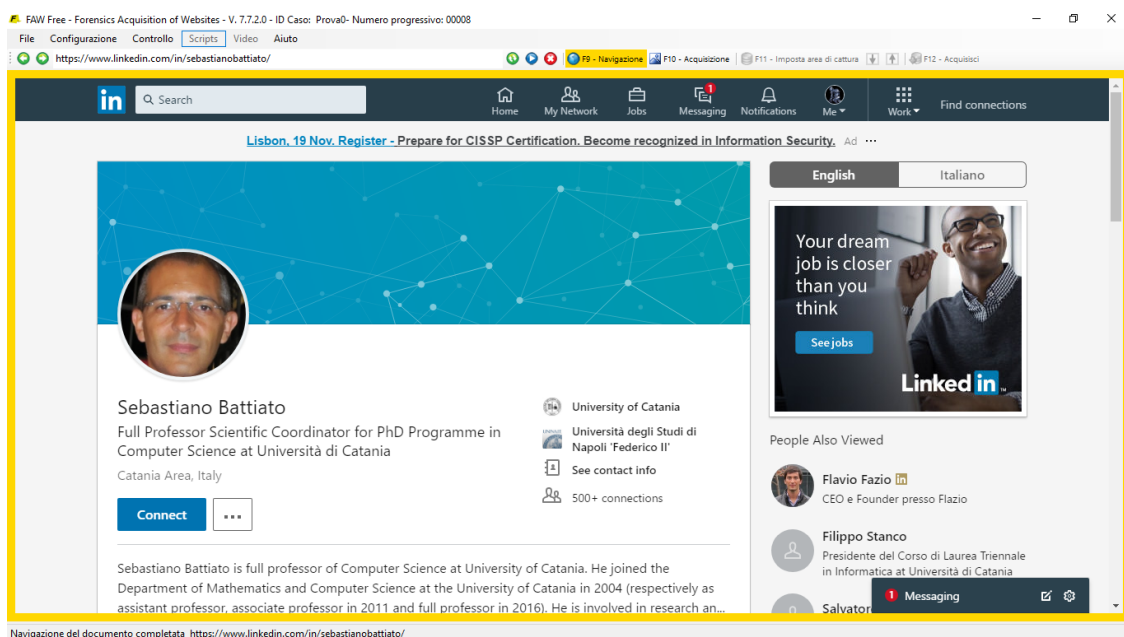 FAW Free - Forensics Acquisition of Websites - V. 7.7.2.0 - ID Caso: Prova0- Numero progressivo: 00008
File Configurazione Controllo Scripts Video Aiuto
https://www.linkedin.com/in/sebastianobattiato/ F9 - Navigazione F10 - Acquisizione F11 - Imposta area di cattura F12 - Acquisisci
in Search Home My Network Jobs 1 Messaging Notifications Me Work Find connections
Lisbon, 19 Nov. Register - Prepare for CISSP Certification. Become recognized in Information Security. Ad ...
English Italiano
Your dream
job is closer
than you
think
See jobs
Linked in
Sebastiano Battiato
Full Professor Scientific Coordinator for PhD Programme in
Computer Science at Università di Catania
Catania Area, Italy
Connect ...
University of Catania
Università degli Studi di
Napoli 'Federico II'
See contact info
500+ connections
Sebastiano Battiato is full professor of Computer Science at University of Catania. He joined the
Department of Mathematics and Computer Science at the University of Catania in 2004 (respectively as
assistant professor, associate professor in 2011 and full professor in 2016). He is involved in research an...
People Also Viewed
Flavio Fazio in
CEO e Founder presso Flazio
Filippo Stanco
Presidente del Corso di Laurea Triennale
in Informatica at Università di Catania
Salvator
1 Messaging
Navigazione del documento completata https://www.linkedin.com/in/sebastianobattiato/